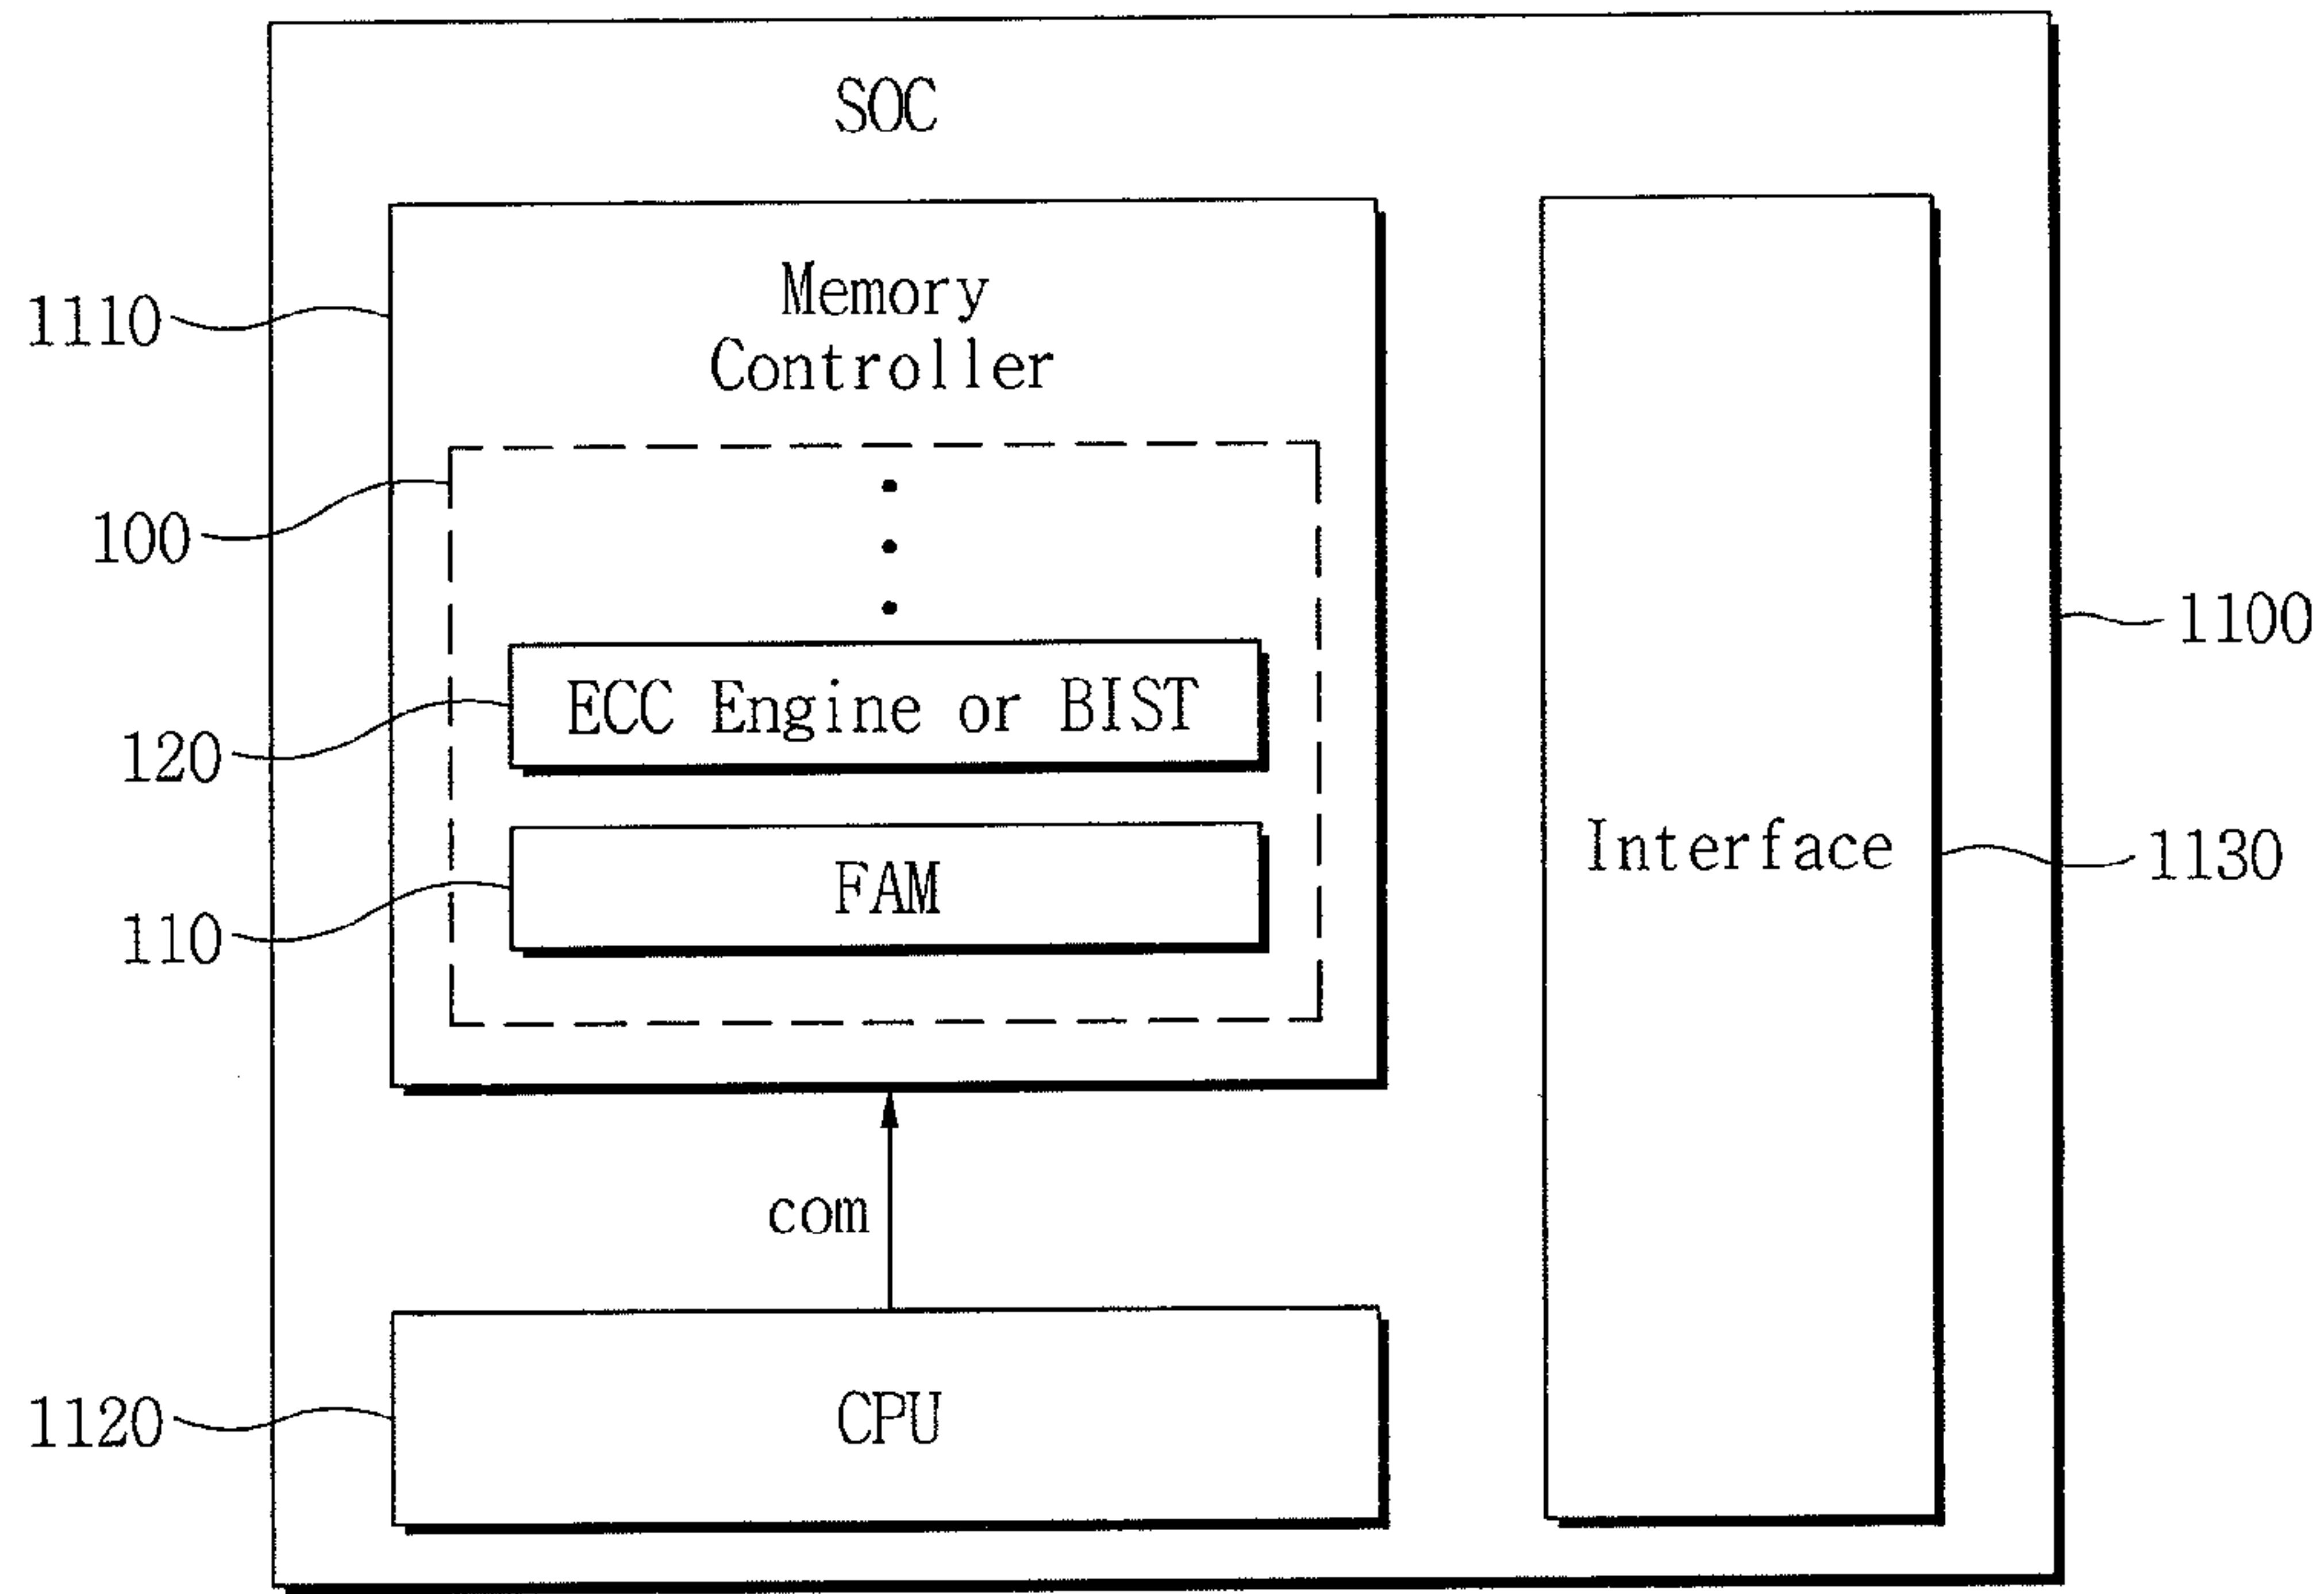 SOC
Memory
Controller
1110
100
1100
ECC Engine or BIST
120
Interface
1130
FAM
110
com
CPU
1120